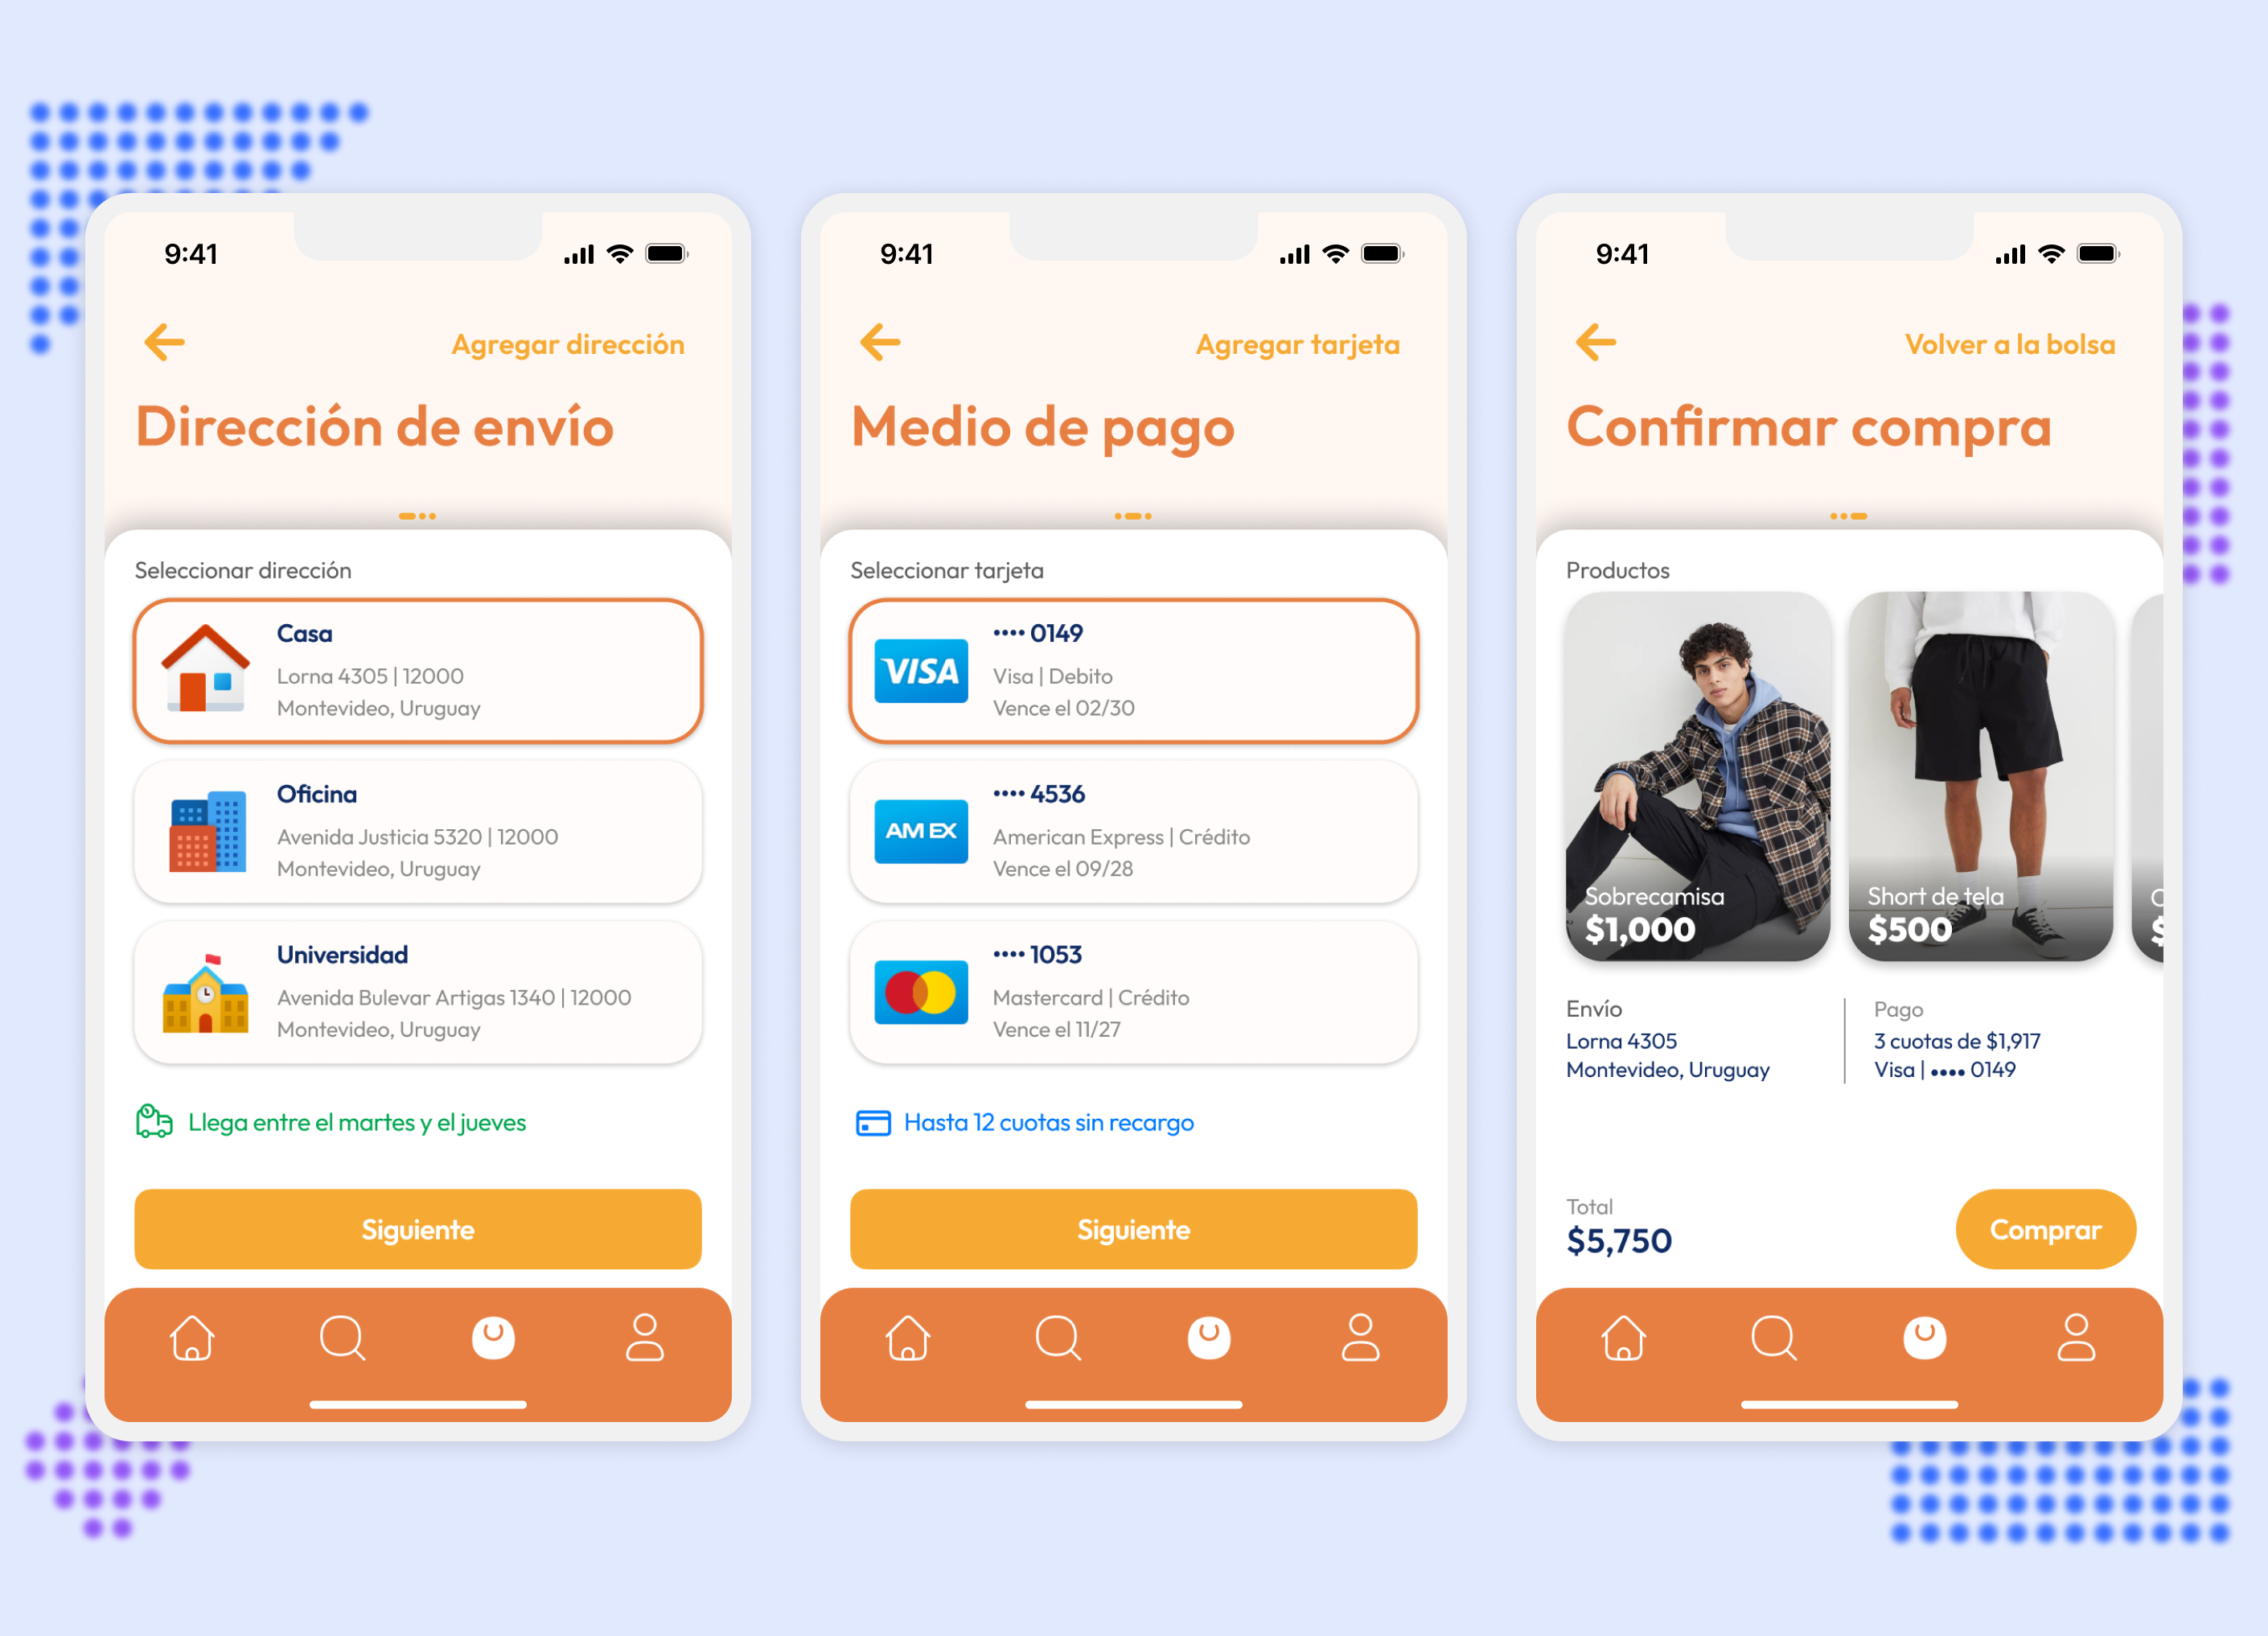 9:41
Agregar dirección
Dirección de envío
Seleccionar dirección
Casa
Lorna 4305 | 12000
Montevideo, Uruguay
Oficina
Avenida Justicia 5320 | 12000
Montevideo, Uruguay
Universidad
Avenida Bulevar Artigas 1340 | 12000
Montevideo, Uruguay
Llega entre el martes y el jueves
Siguiente
9:41
Agregar tarjeta
Medio de pago
Seleccionar tarjeta
VISA
•••• 0149
Visa | Debito
Vence el 02/30
AM EX
•••• 4536
American Express | Crédito
Vence el 09/28
•••• 1053
Mastercard | Crédito
Vence el 11/27
Hasta 12 cuotas sin recargo
Siguiente
9:41
Volver a la bolsa
Confirmar compra
Productos
Sobrecamisa
$1,000
Short de tela
$500
C
$
Envío
Lorna 4305
Montevideo, Uruguay
Pago
3 cuotas de $1,917
Visa | •••• 0149
Total
$5,750
Comprar